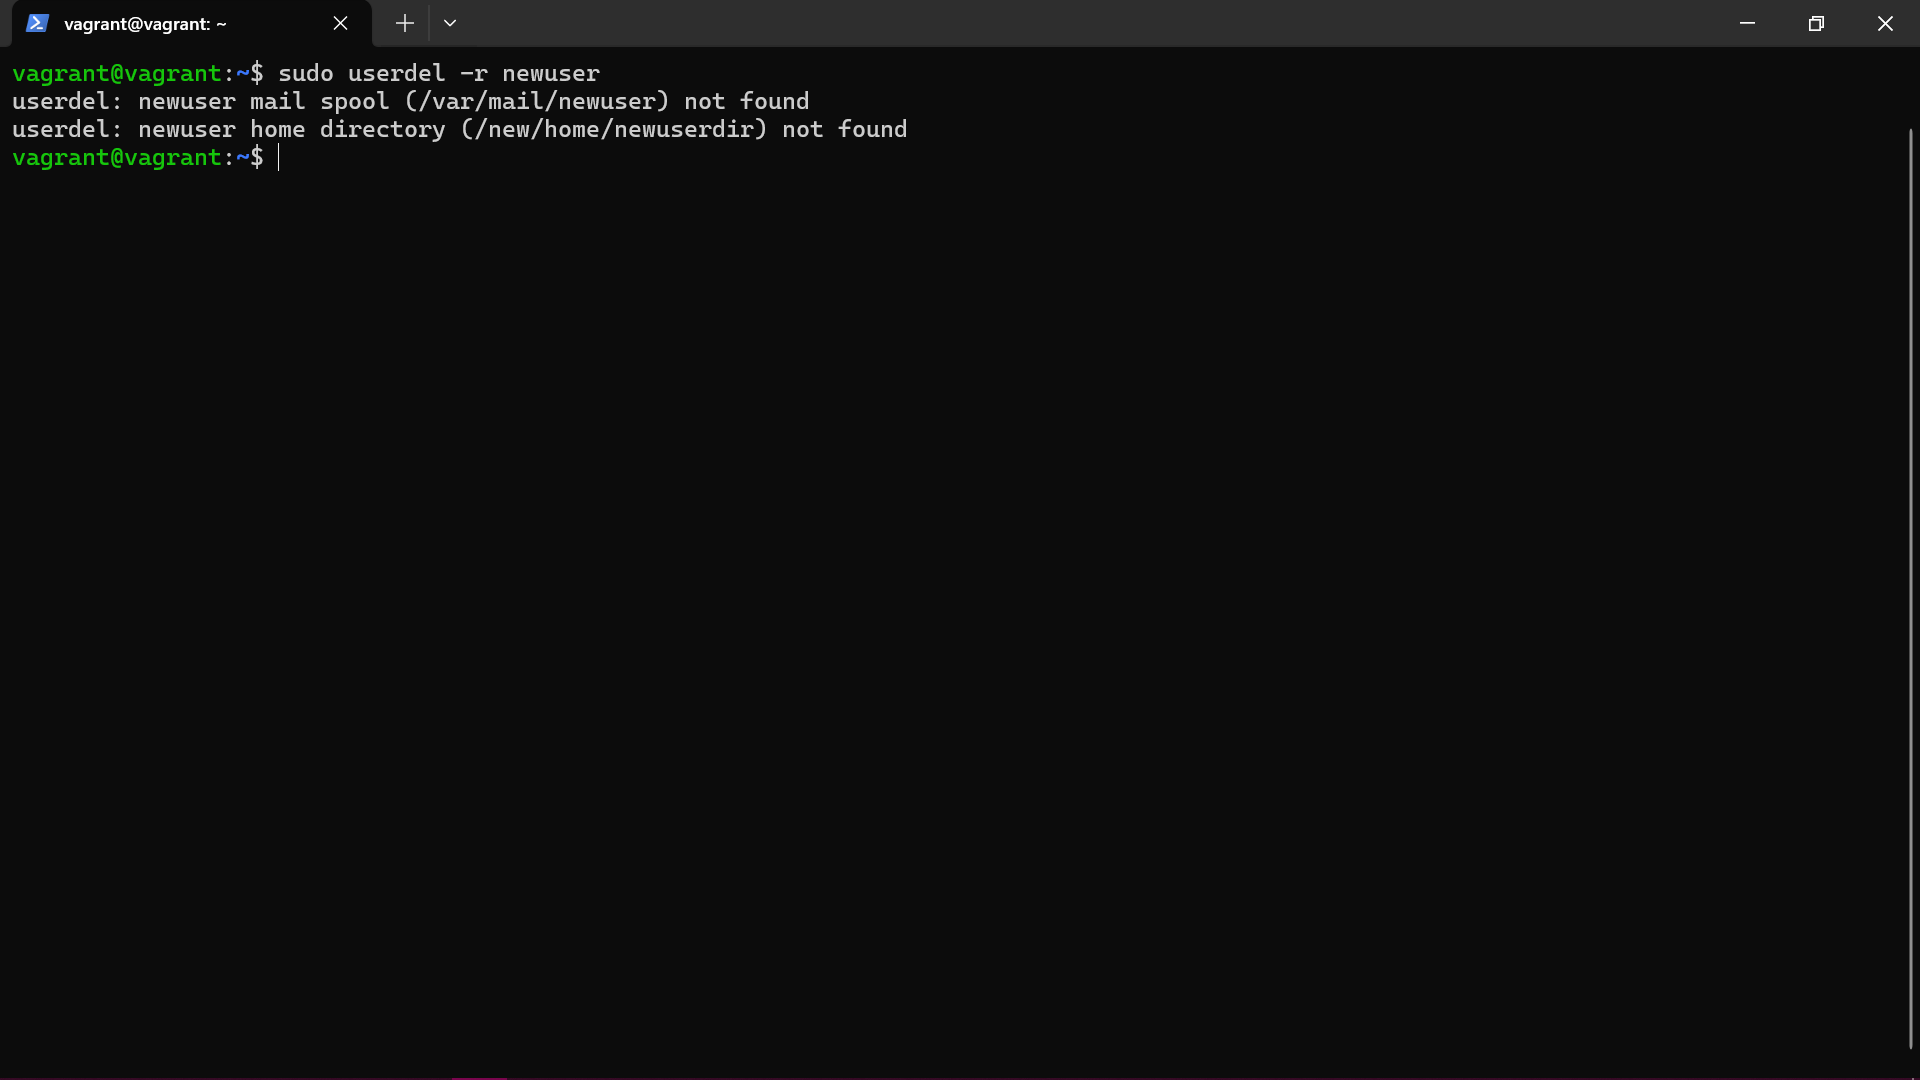 vagrant@vagrant: ~
vagrant@vagrant:~$ sudo userdel -r newuser
userdel: newuser mail spool (/var/mail/newuser) not found
userdel: newuser home directory (/new/home/newuserdir) not found
vagrant@vagrant:~$